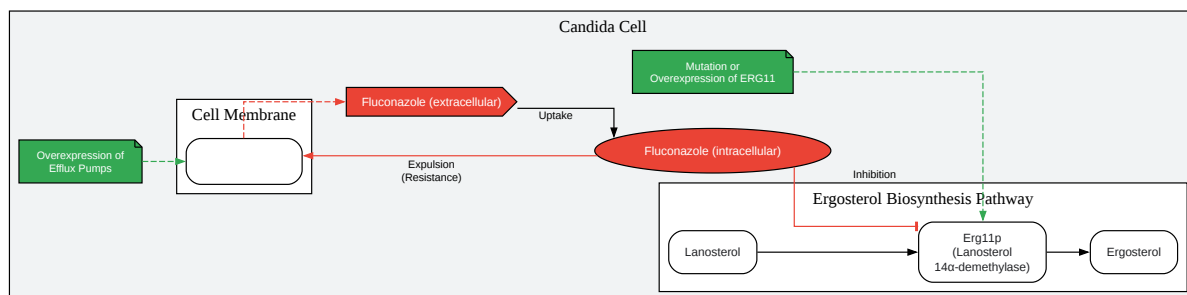 Candida Cell
Mutation or
Overexpression of ERG11
Fluconazole (extracellular)
Cell Membrane
Uptake
Overexpression of
Efflux Pumps
Fluconazole (intracellular)
Expulsion
(Resistance)
Inhibition
Ergosterol Biosynthesis Pathway
Lanosterol
Erg11p
(Lanosterol
14α-demethylase)
Ergosterol